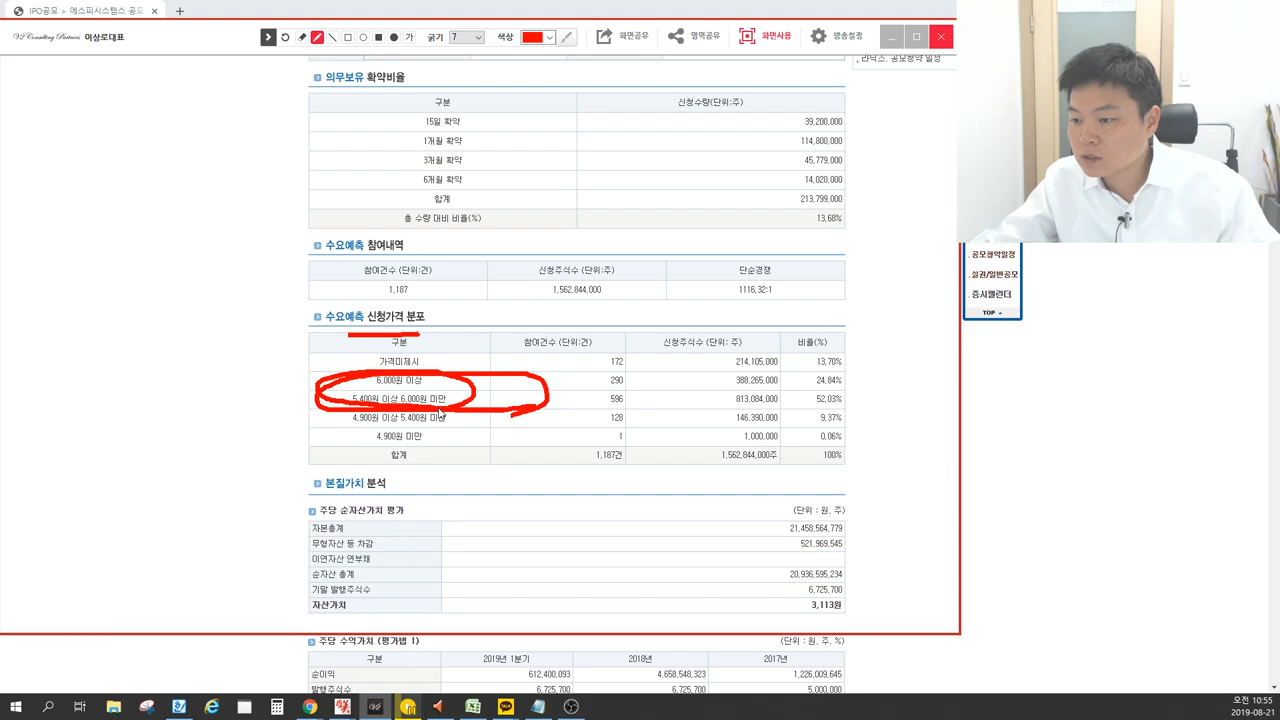 IPO공모 > 메스피시스템스 공모
V2 Consulting Partners 이상로대표
가 굵기 7 색상 화면공유 영역공유 화면사용 방송설정
라닉스, 공모청약 일정
의무보유 확약비율
구분 신청수량(단위:주)
15일 확약 39,200,000
1개월 확약 114,800,000
3개월 확약 45,779,000
6개월 확약 14,020,000
합계 213,799,000
총 수량 대비 비율(%) 13.68%
수요예측 참여내역
참여건수 (단위:건) 신청주식수(단위:주) 단순경쟁
1,187 1,562,844,000 1116.32:1
. 공모청약일정
. 실권/일반공모
. 증시캘린더
TOP
수요예측 신청가격 분포
구분 참여건수(단위:건) 신청주식수(단위: 주) 비율(%)
가격미제시 172 214,105,000 13.70%
6,000원 이상 290 388,265,000 24.84%
5,400원 이상 6,000원 미만 596 813,084,000 52.03%
4,900원 이상 5,400원 미만 128 146,390,000 9.37%
4,900원 미만 1 1,000,000 0.06%
합계 1,187건 1,562,844,000주 100%
본질가치 분석
주당 순자산가치 평가 (단위 : 원, 주)
자본총계 21,458,564,779
무형자산 등 차감 521,969,545
이연자산 연부채
순자산 총계 20,936,595,234
기말 발행주식수 6,725,700
자산가치 3,113원
주당 수익가치 (평가법 1) (단위 : 원, 주, %)
구분 2019년 1분기 2018년 2017년
순미익 612,400,093 4,658,548,323 1,226,009,645
발행주식수 6,725,700 6,725,700 5,000,000
오전 10:55
2019-08-21